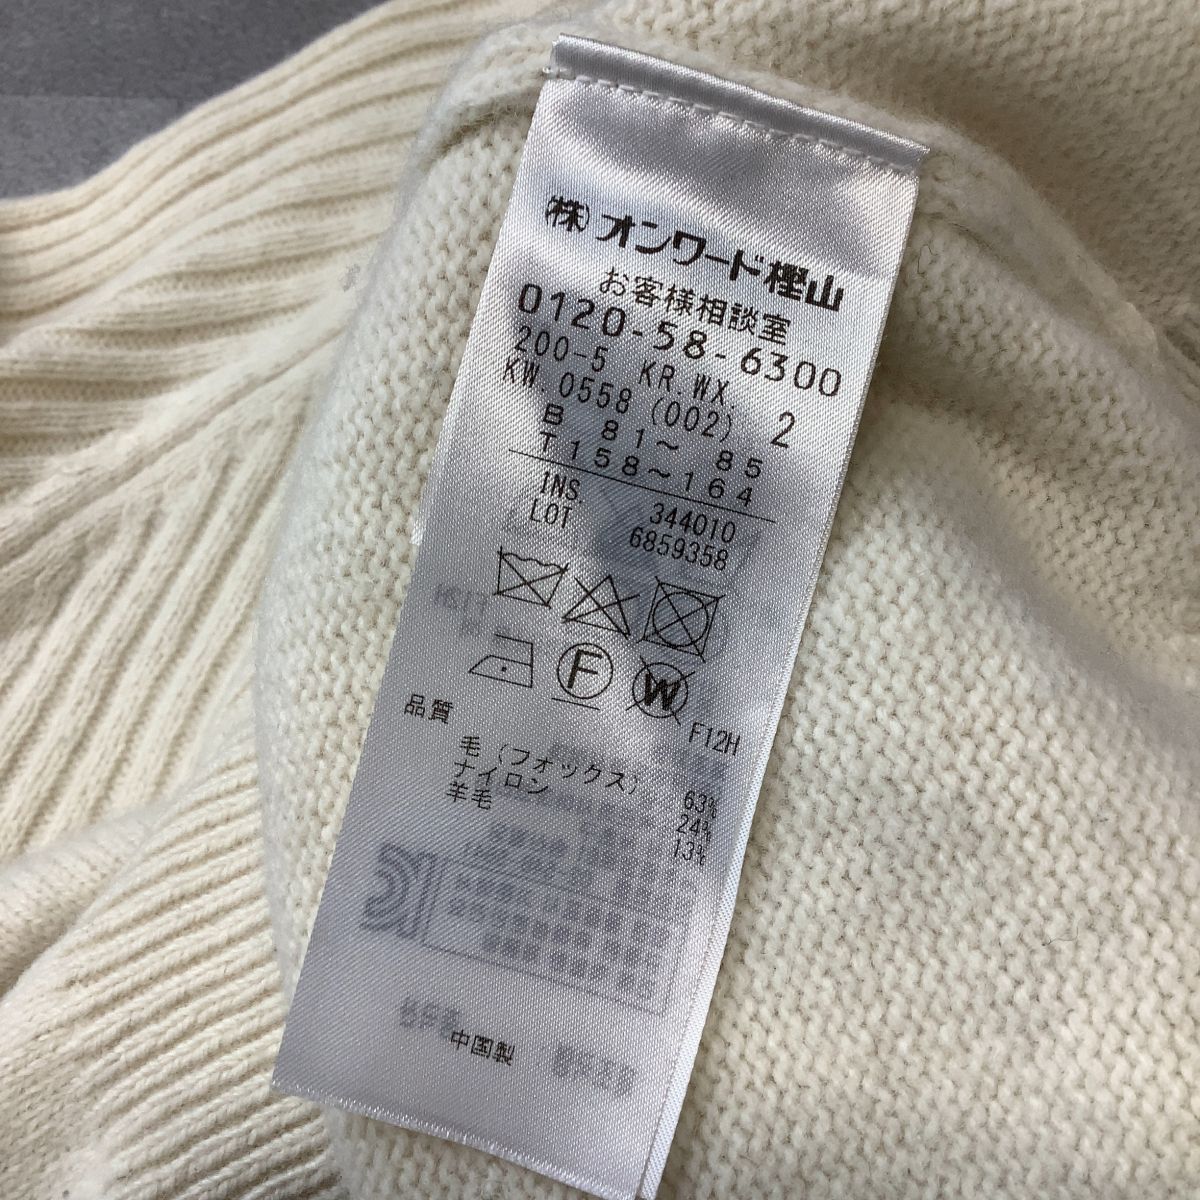 (株)オンワード樫山
お客様相談室
0120-58-6300
200-5 KR.WX
KW.0558 (002) 2
B 81～ 85
T 158～164
INS. 344010
LOT 6859358
F W
F12H
品質
毛(フォックス) 63%
ナイロン 24%
羊毛 13%
中国製